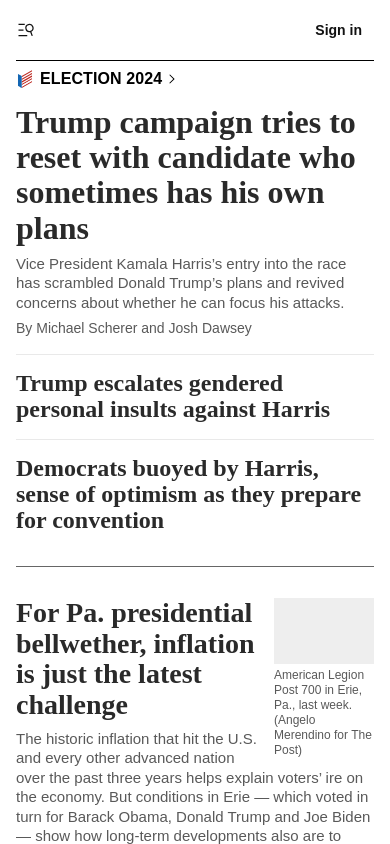 Sign in
ELECTION 2024
Trump campaign tries to
reset with candidate who
sometimes has his own
plans
Vice President Kamala Harris’s entry into the race
has scrambled Donald Trump’s plans and revived
concerns about whether he can focus his attacks.
By Michael Scherer and Josh Dawsey
Trump escalates gendered
personal insults against Harris
Democrats buoyed by Harris,
sense of optimism as they prepare
for convention
For Pa. presidential
bellwether, inflation
is just the latest
challenge
American Legion
Post 700 in Erie,
Pa., last week.
(Angelo
Merendino for The
Post)
The historic inflation that hit the U.S.
and every other advanced nation
over the past three years helps explain voters’ ire on
the economy. But conditions in Erie — which voted in
turn for Barack Obama, Donald Trump and Joe Biden
— show how long-term developments also are to